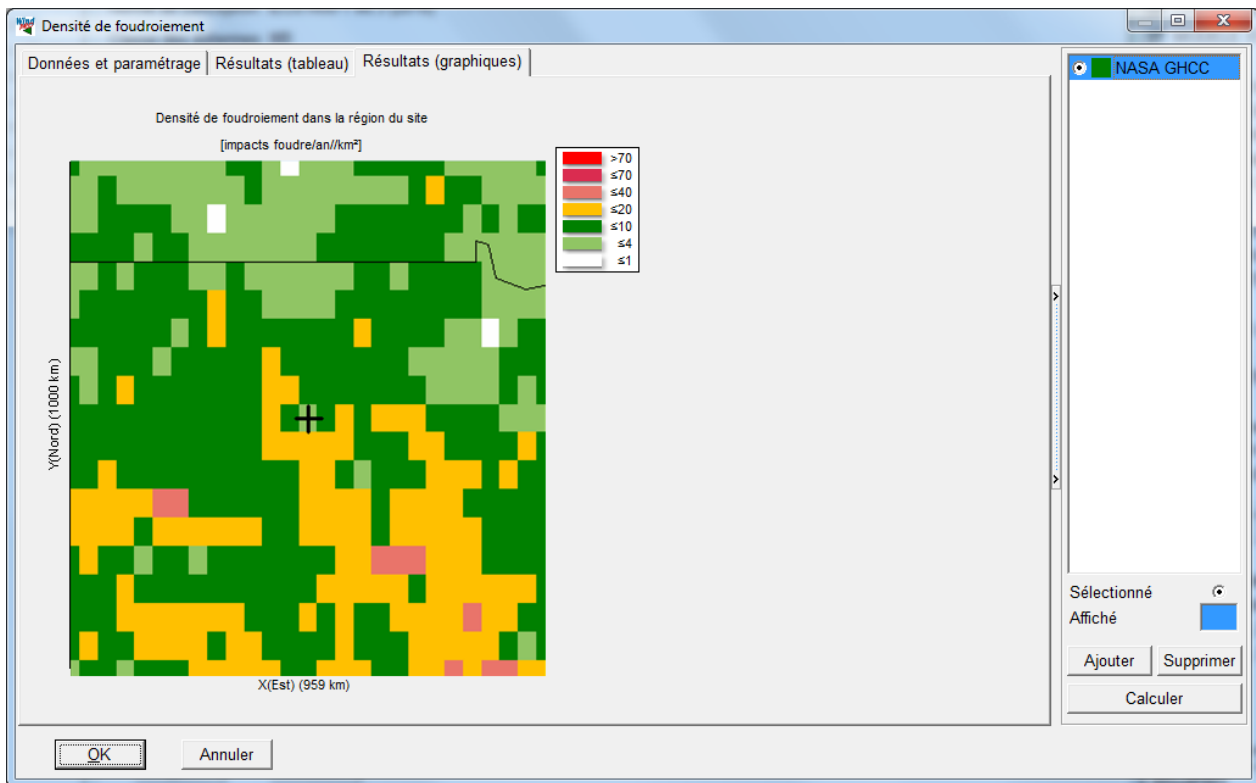 Densité de foudroiement
Données et paramétrage
Résultats (tableau)
Résultats (graphiques)
Densité de foudroiement dans la région du site
[impacts foudre/an//km²]
>70
≤70
≤40
≤20
≤10
≤4
≤1
Y(Nord) (1000 km)
X(Est) (959 km)
NASA GHCC
Sélectionné
Affiché
Ajouter
Supprimer
Calculer
OK
Annuler